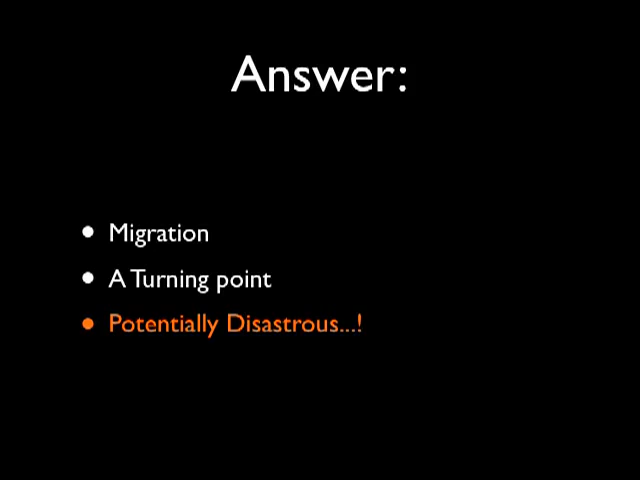 Answer:
• Migration
• A Turning point
• Potentially Disastrous...!